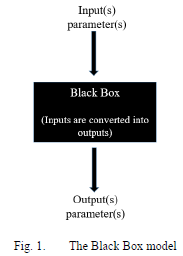 Input(s)
parameter(s)
Black Box
(Inputs are converted into
outputs)
Output(s)
parameter(s)
Fig. 1. The Black Box model